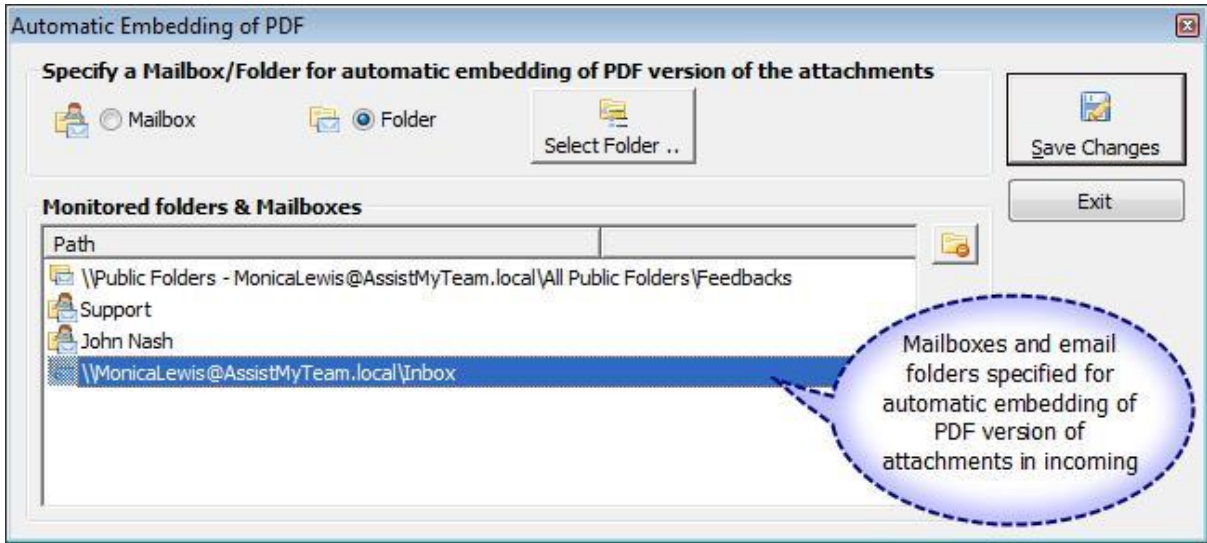 Automatic Embedding of PDF
Specify a Mailbox/Folder for automatic embedding of PDF version of the attachments
Mailbox
Folder
Select Folder ..
Save Changes
Exit
Monitored folders & Mailboxes
Path
\\Public Folders - MonicaLewis@AssistMyTeam.local\All Public Folders\Feedbacks
Support
John Nash
\\MonicaLewis@AssistMyTeam.local\Inbox
Mailboxes and email
folders specified for
automatic embedding of
PDF version of
attachments in incoming